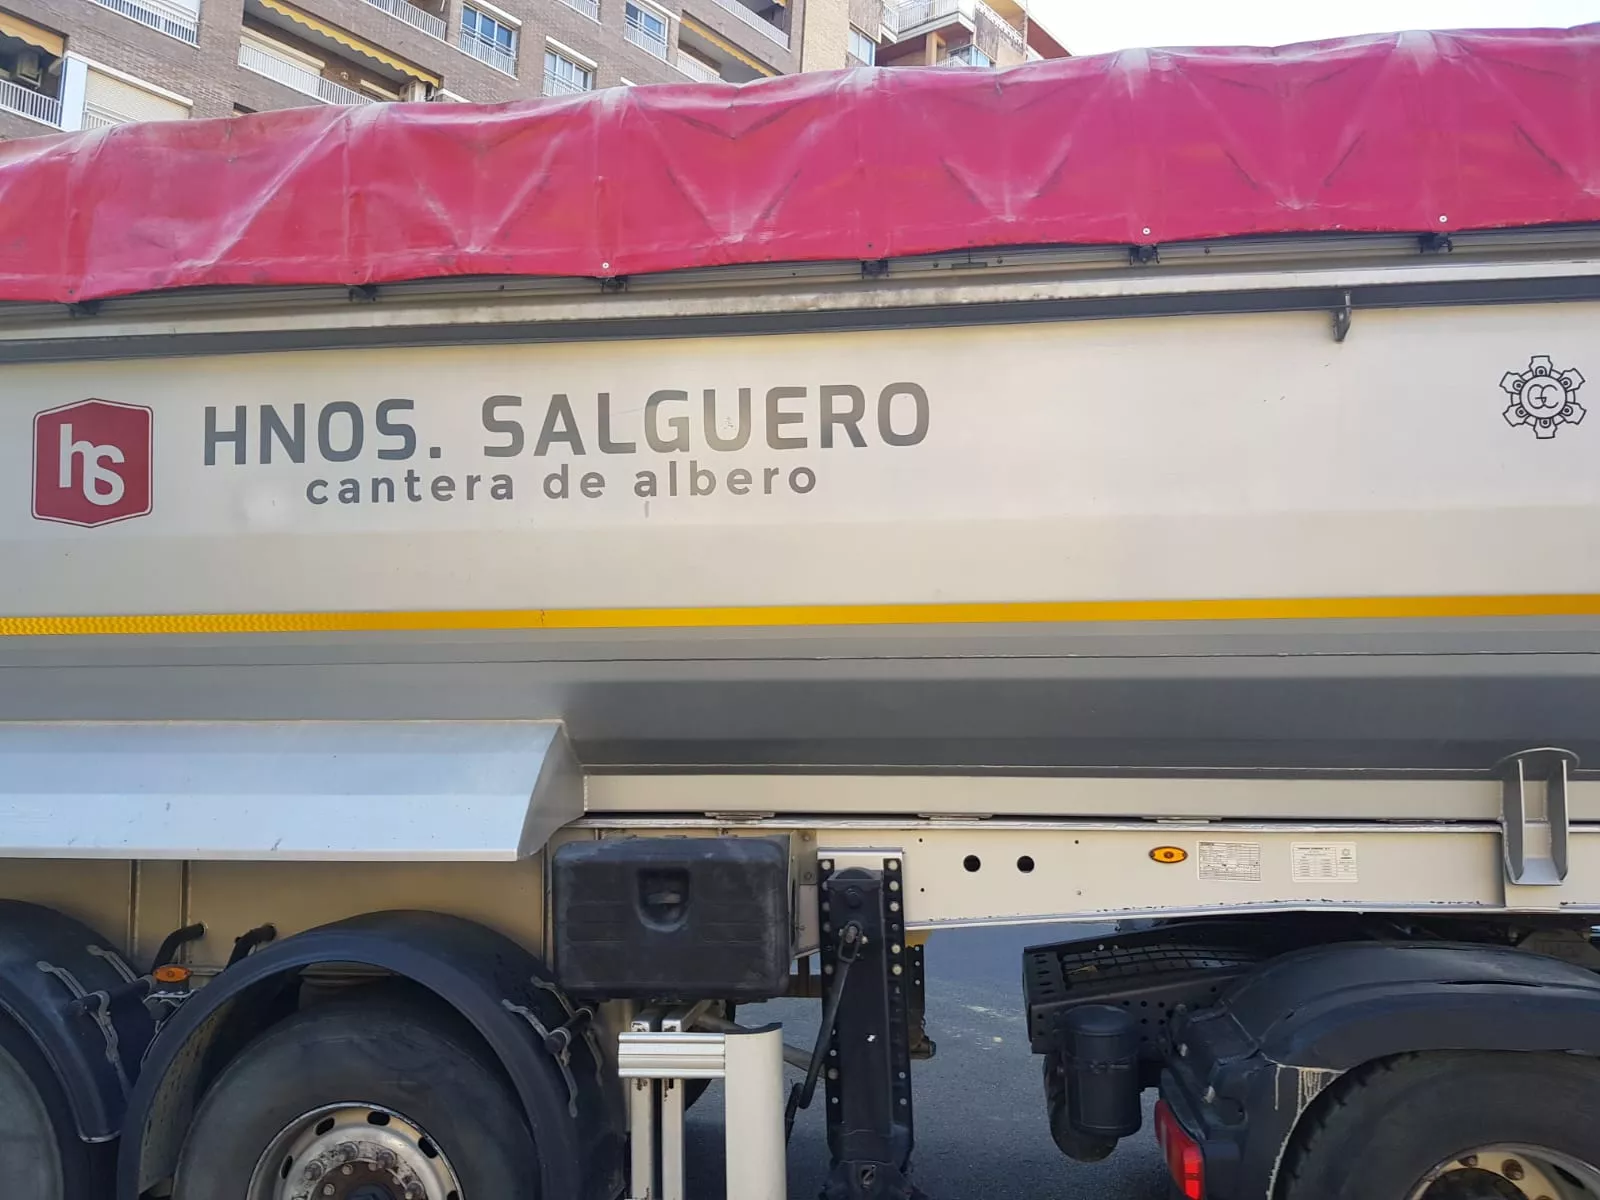 hs
HNOS. SALGUERO
cantera de albero
GC